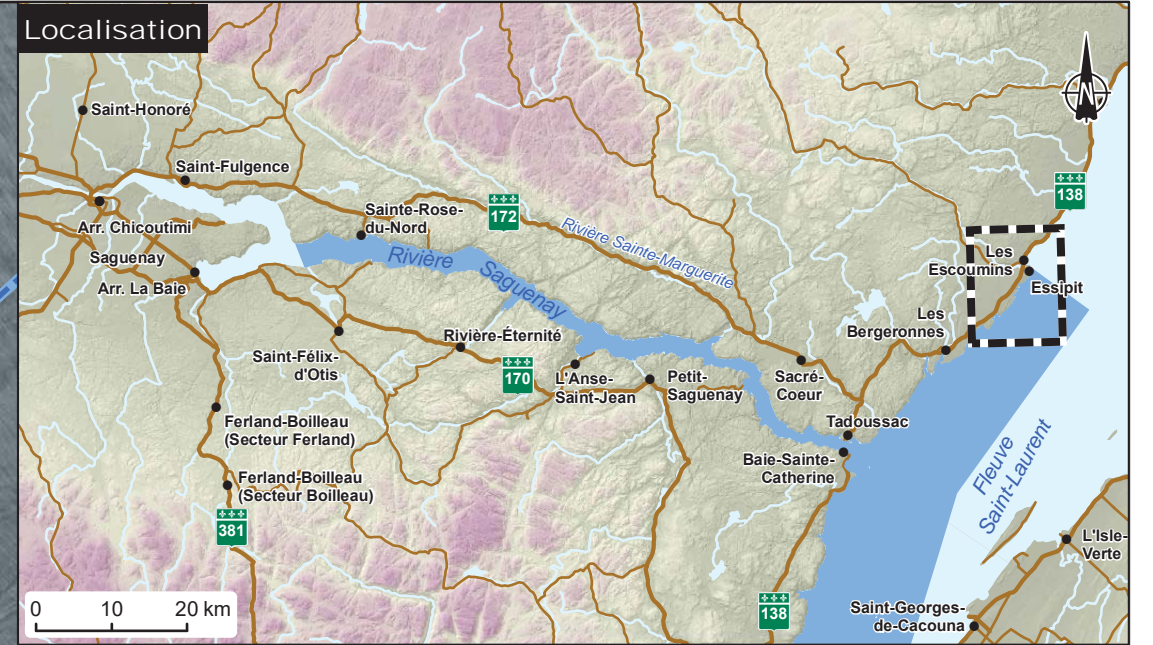 Localisation
N
Saint-Honoré
Saint-Fulgence
138
Sainte-Rose-
du-Nord
172
Arr. Chicoutimi
Rivière Sainte-Marguerite
Saguenay
Rivière Saguenay
Les
Escoumins
Arr. La Baie
Essipit
Les
Bergeronnes
Rivière-Éternité
Saint-Félix-
d'Otis
170
L'Anse-
Saint-Jean
Petit-
Saguenay
Sacré-
Coeur
Ferland-Boilleau
(Secteur Ferland)
Tadoussac
Baie-Sainte-
Catherine
Fleuve
Saint-Laurent
Ferland-Boilleau
(Secteur Boilleau)
381
L'Isle-
Verte
0 10 20 km
138
Saint-Georges-
de-Cacouna